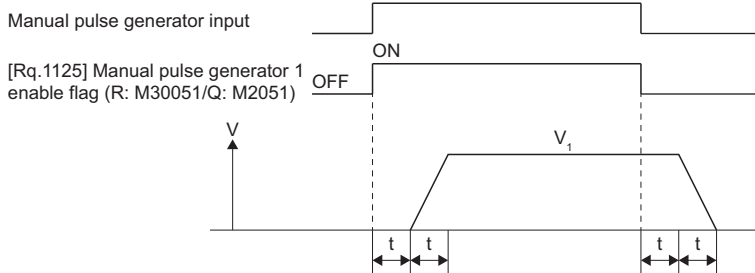 Manual pulse generator input
ON
[Rq.1125] Manual pulse generator 1
enable flag (R: M30051/Q: M2051)
OFF
V
V1
t t t t